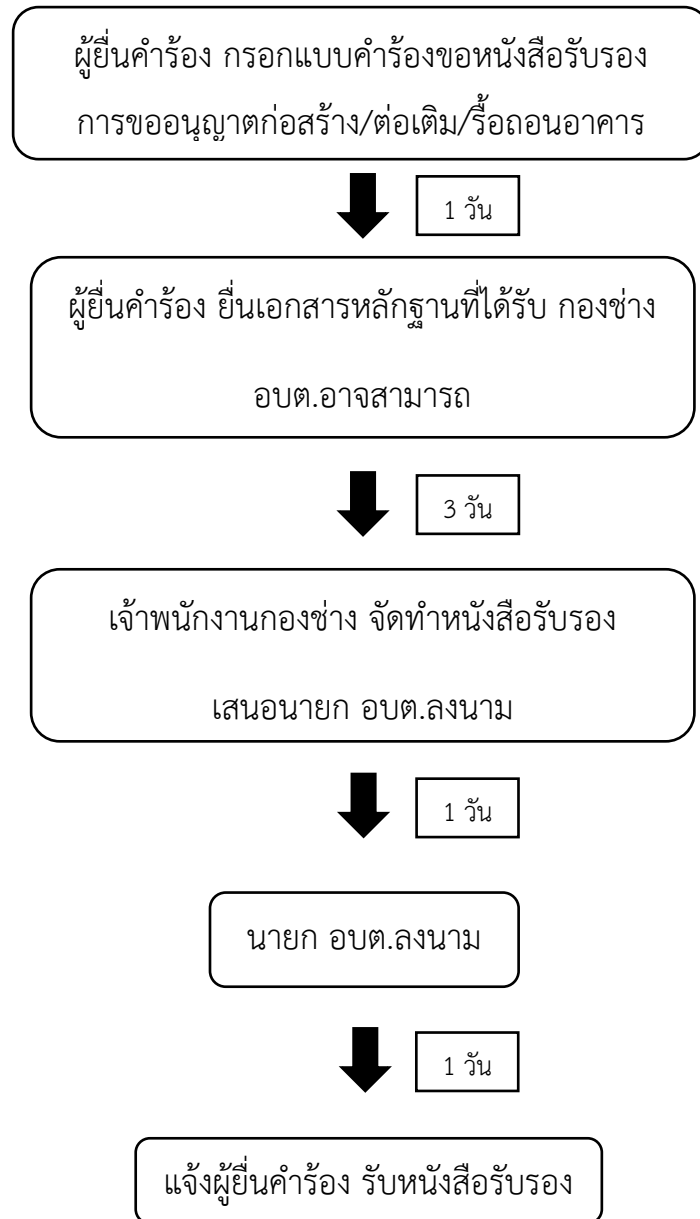 ผู้ยื่นคำร้อง กรอกแบบคำร้องขอหนังสือรับรอง
การขออนุญาตก่อสร้าง/ต่อเติม/รื้อถอนอาคาร
1 วัน
ผู้ยื่นคำร้อง ยื่นเอกสารหลักฐานที่ได้รับ กองช่าง
อบต.อาจสามารถ
3 วัน
เจ้าพนักงานกองช่าง จัดทำหนังสือรับรอง
เสนอนายก อบต.ลงนาม
1 วัน
นายก อบต.ลงนาม
1 วัน
แจ้งผู้ยื่นคำร้อง รับหนังสือรับรอง